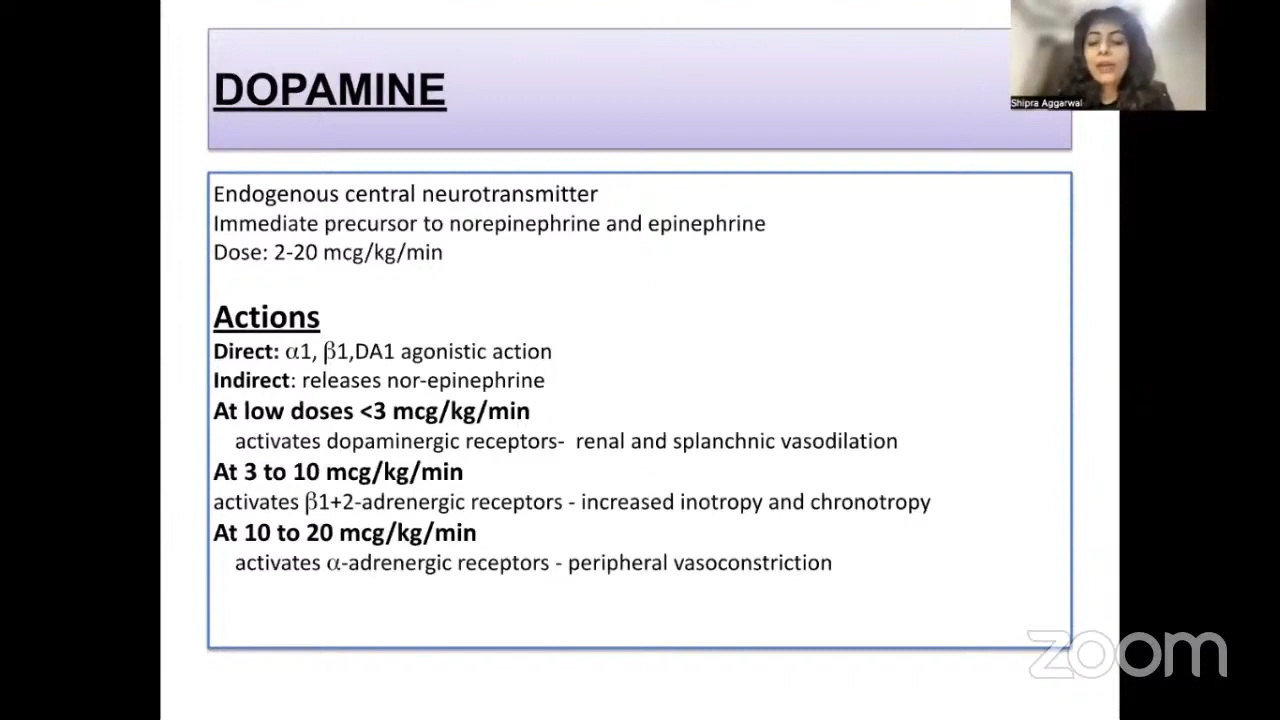 DOPAMINE
Shipra Aggarwal
Endogenous central neurotransmitter
Immediate precursor to norepinephrine and epinephrine
Dose: 2-20 mcg/kg/min
Actions
Direct: α1, β1,DA1 agonistic action
Indirect: releases nor-epinephrine
At low doses <3 mcg/kg/min
activates dopaminergic receptors- renal and splanchnic vasodilation
At 3 to 10 mcg/kg/min
activates β1+2-adrenergic receptors - increased inotropy and chronotropy
At 10 to 20 mcg/kg/min
activates α-adrenergic receptors - peripheral vasoconstriction
zoom